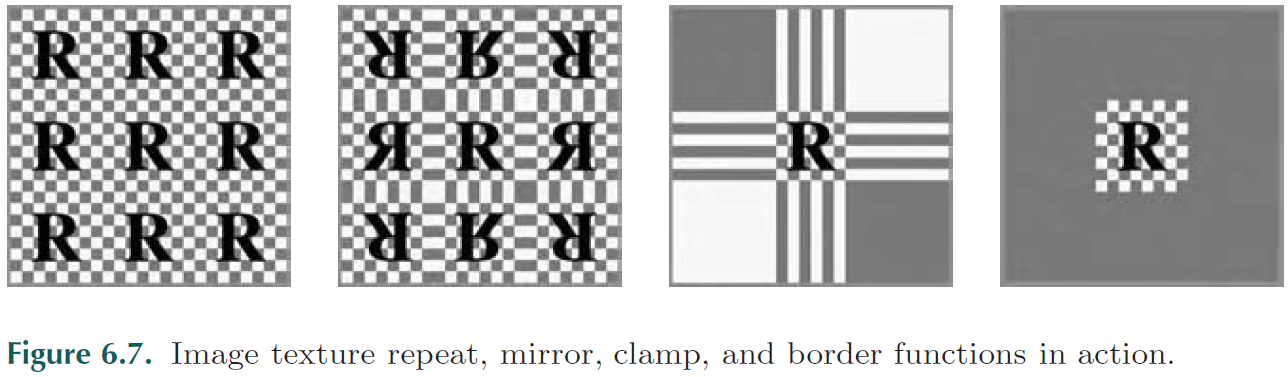 R R R R R R
R R R R R R R R
R R R R R R
Figure 6.7. Image texture repeat, mirror, clamp, and border functions in action.